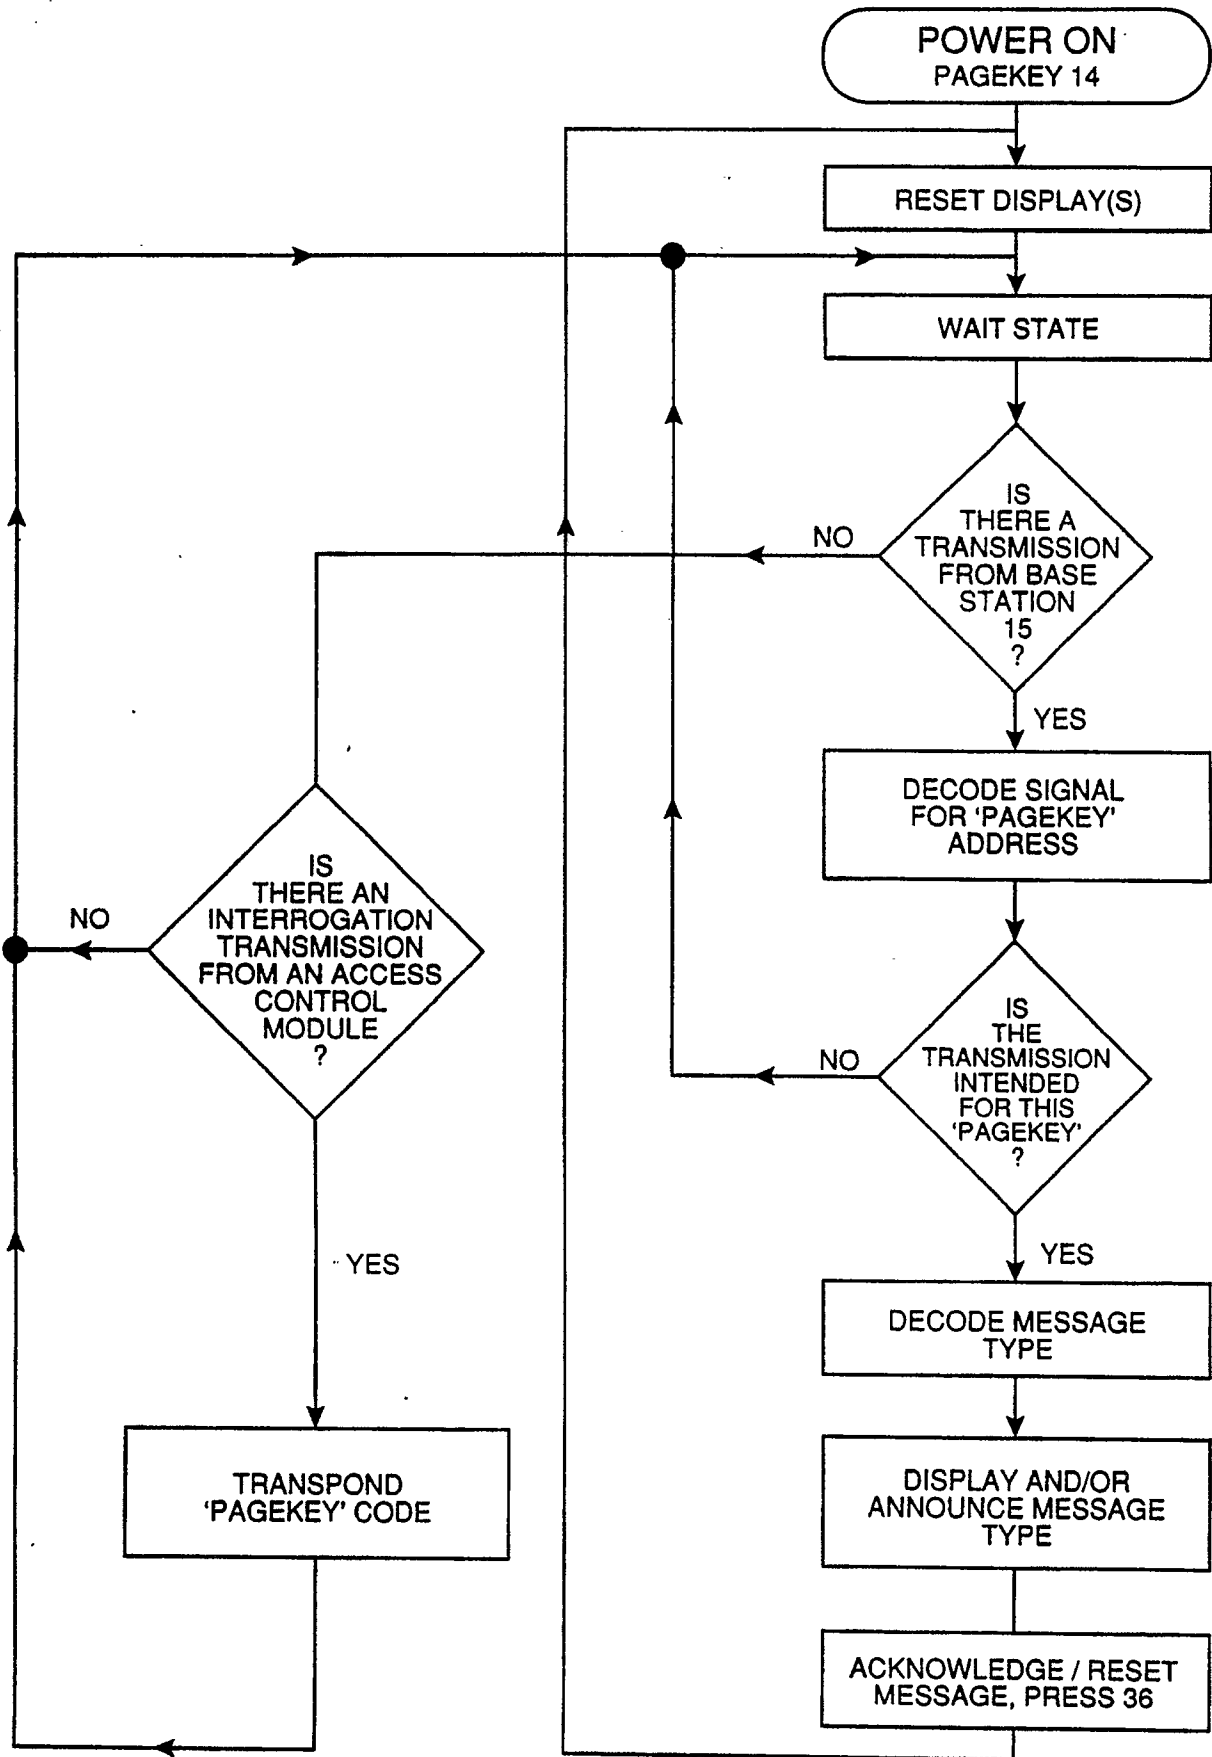 POWER ON
PAGEKEY 14
RESET DISPLAY(S)
WAIT STATE
IS
THERE A
TRANSMISSION
FROM BASE
STATION
15
?
NO
YES
DECODE SIGNAL
FOR 'PAGEKEY'
ADDRESS
IS
THERE AN
INTERROGATION
TRANSMISSION
FROM AN ACCESS
CONTROL
MODULE
?
NO
YES
IS
THE
TRANSMISSION
INTENDED
FOR THIS
'PAGEKEY'
?
NO
YES
DECODE MESSAGE
TYPE
TRANSPOND
'PAGEKEY' CODE
DISPLAY AND/OR
ANNOUNCE MESSAGE
TYPE
ACKNOWLEDGE / RESET
MESSAGE, PRESS 36